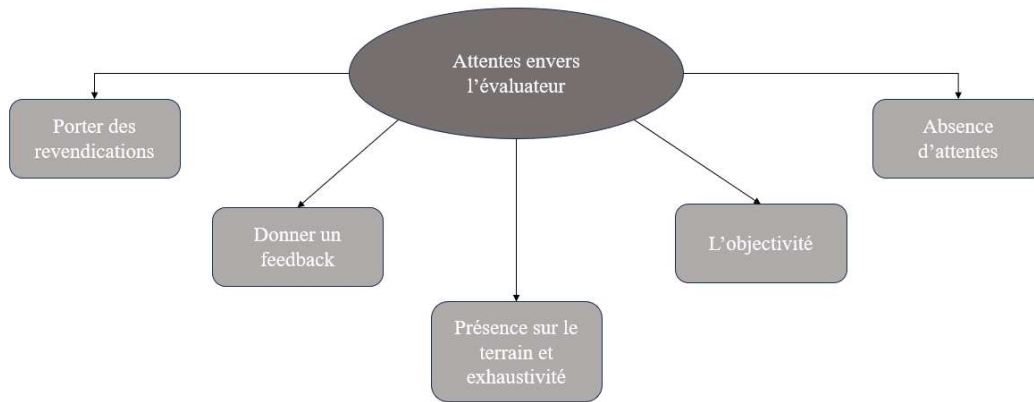 Attentes envers
l’évaluateur
Porter des
revendications
Absence
d’attentes
Donner un
feedback
L’objectivité
Présence sur le
terrain et
exhaustivité